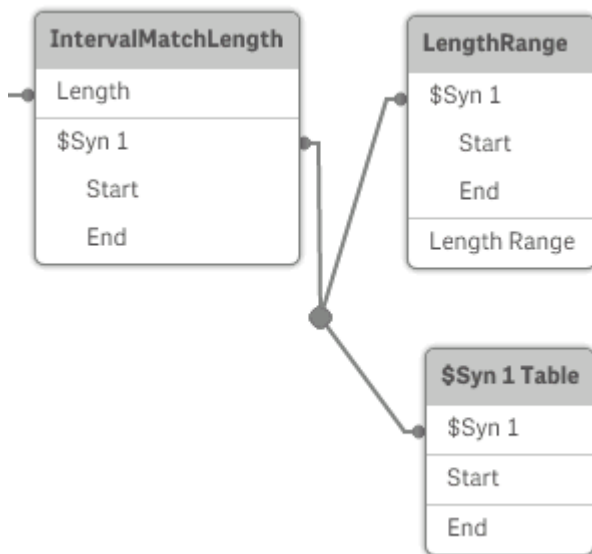 IntervalMatchLength
Length
$Syn 1
Start
End
LengthRange
$Syn 1
Start
End
Length Range
$Syn 1 Table
$Syn 1
Start
End